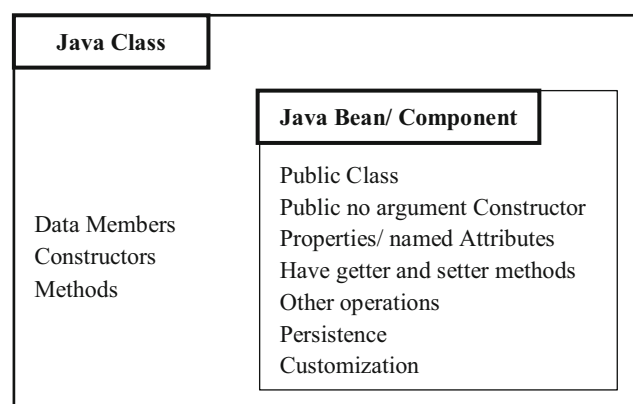 Java Class
Java Bean/ Component
Public Class
Public no argument Constructor
Properties/ named Attributes
Have getter and setter methods
Other operations
Persistence
Customization
Data Members
Constructors
Methods